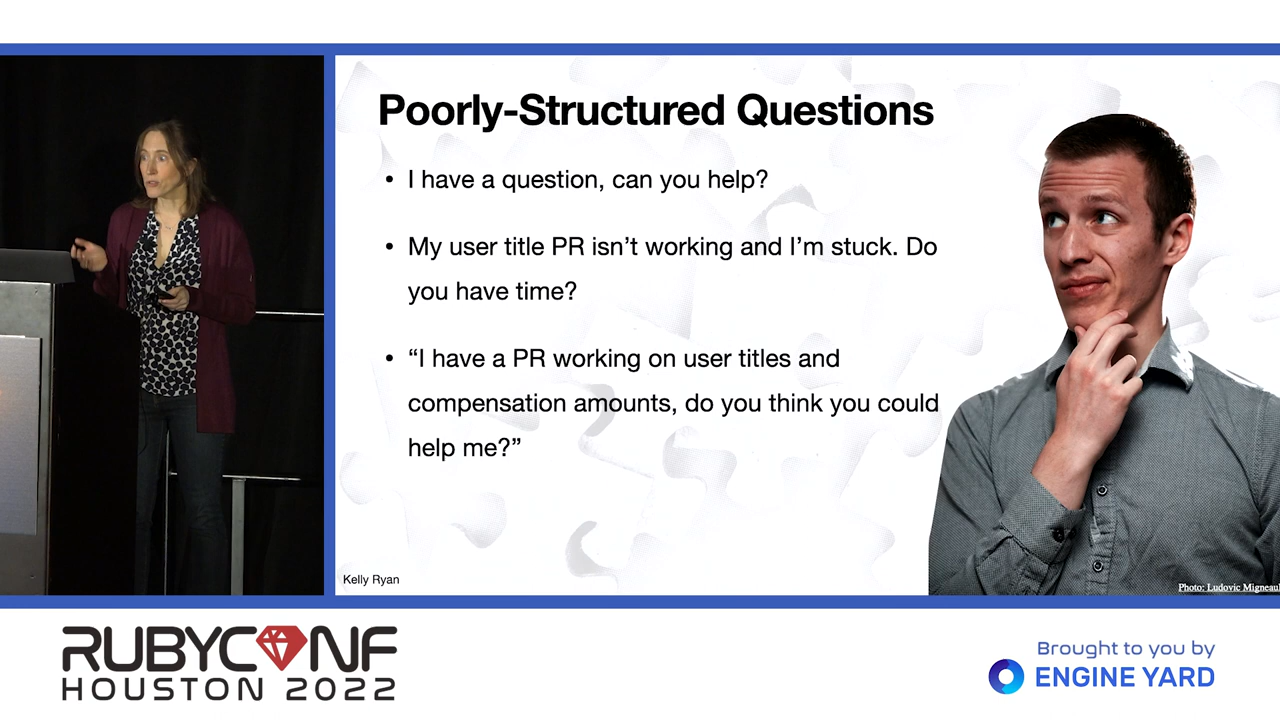 Poorly-Structured Questions
• I have a question, can you help?
• My user title PR isn’t working and I’m stuck. Do
you have time?
• “I have a PR working on user titles and
compensation amounts, do you think you could
help me?”
Kelly Ryan
Photo: Ludovic Migneaul
RUBYCONF
HOUSTON 2022
Brought to you by
ENGINE YARD